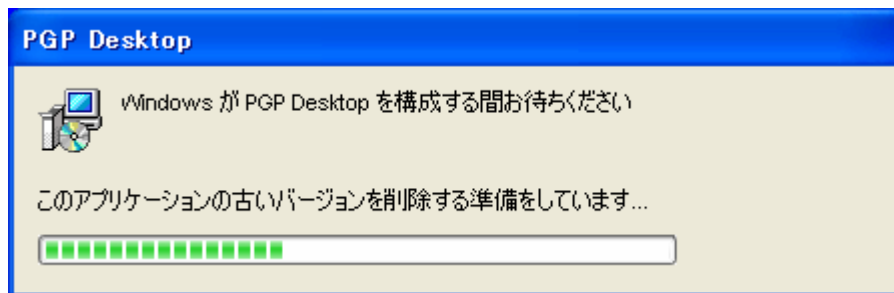 PGP Desktop
Windows が PGP Desktop を構成する間お待ちください
このアプリケーションの古いバージョンを削除する準備をしています...